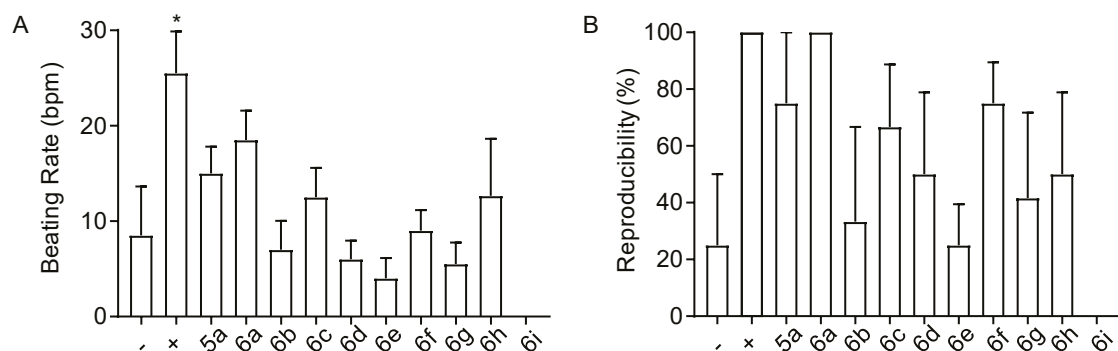 A
*
Beating Rate (bpm)
30
20
10
0
- + 5a 6a 6b 6c 6d 6e 6f 6g 6h 6i
B
Reproducibility (%)
100
80
60
40
20
0
- + 5a 6a 6b 6c 6d 6e 6f 6g 6h 6i